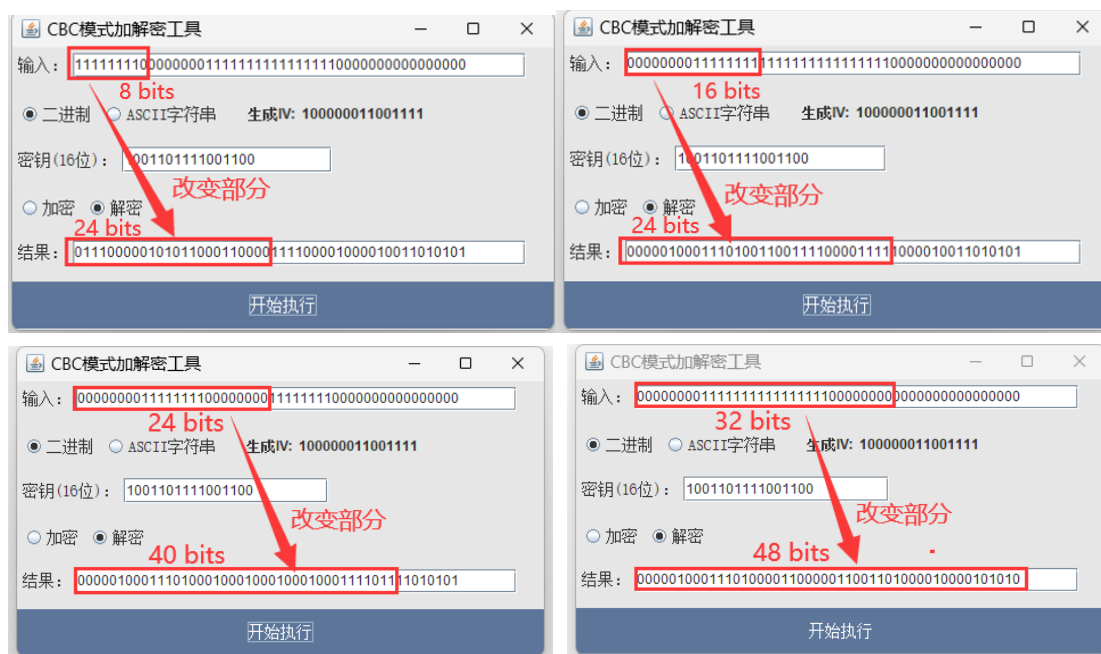 CBC模式加解密工具
输入： 111111110000000011111111111111110000000000000000
8 bits
二进制 ASCII字符串 生成IV: 100000011001111
密钥(16位)： 1001101111001100
改变部分
加密 解密
24 bits
结果： 011100000101011000110000111100001000010011010101
开始执行
CBC模式加解密工具
输入： 000000001111111111111111111111110000000000000000
16 bits
二进制 ASCII字符串 生成IV: 100000011001111
密钥(16位)： 1001101111001100
改变部分
加密 解密
24 bits
结果： 000001000111010011001111000011111000010011010101
开始执行
CBC模式加解密工具
输入： 000000001111111100000000111111110000000000000000
24 bits
二进制 ASCII字符串 生成IV: 100000011001111
密钥(16位)： 1001101111001100
改变部分
加密 解密
40 bits
结果： 000001000111010001000100010001000111101111010101
开始执行
CBC模式加解密工具
输入： 000000001111111111111111000000000000000000000000
32 bits
二进制 ASCII字符串 生成IV: 100000011001111
密钥(16位)： 1001101111001100
改变部分
加密 解密
48 bits
结果： 000001000111010000110000011001101000010000101010
开始执行